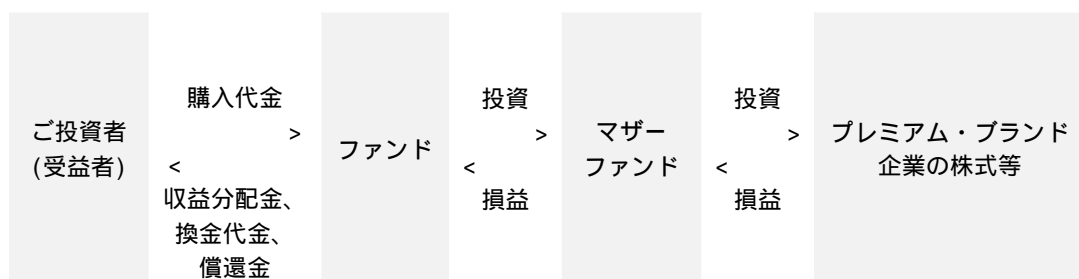 ご投資者
(受益者)
購入代金
>
<
収益分配金、
換金代金、
償還金
ファンド
投資
>
<
損益
マザー
ファンド
投資
>
<
損益
プレミアム・ブランド
企業の株式等